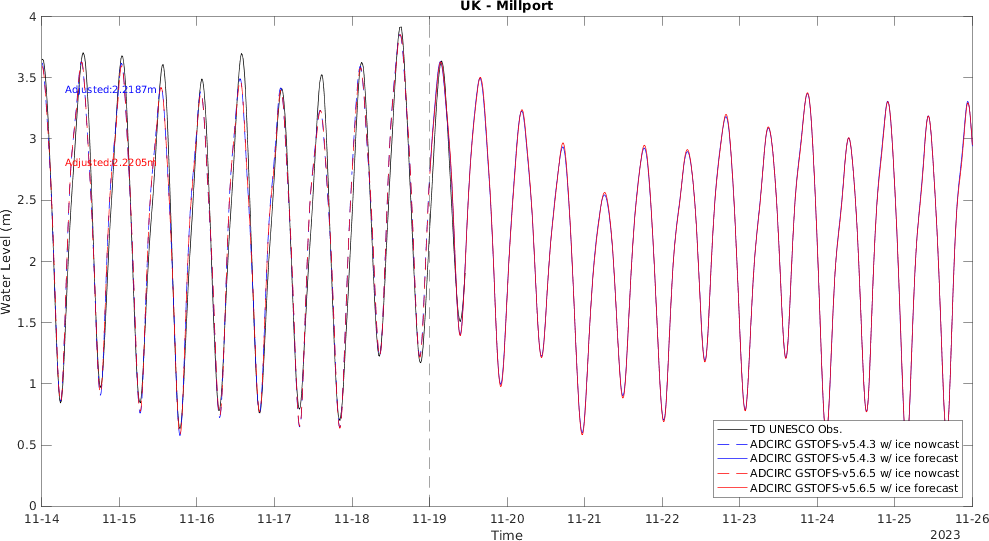 UK - Millport
4
3.5
3
2.5
2
1.5
1
0.5
0
Water Level (m)
Adjusted:2.2187m
Adjusted:2.2205m
TD UNESCO Obs.
ADCIRC GSTOFS-v5.4.3 w/ ice nowcast
ADCIRC GSTOFS-v5.4.3 w/ ice forecast
ADCIRC GSTOFS-v5.6.5 w/ ice nowcast
ADCIRC GSTOFS-v5.6.5 w/ ice forecast
11-14 11-15 11-16 11-17 11-18 11-19 11-20 11-21 11-22 11-23 11-24 11-25 11-26
Time
2023